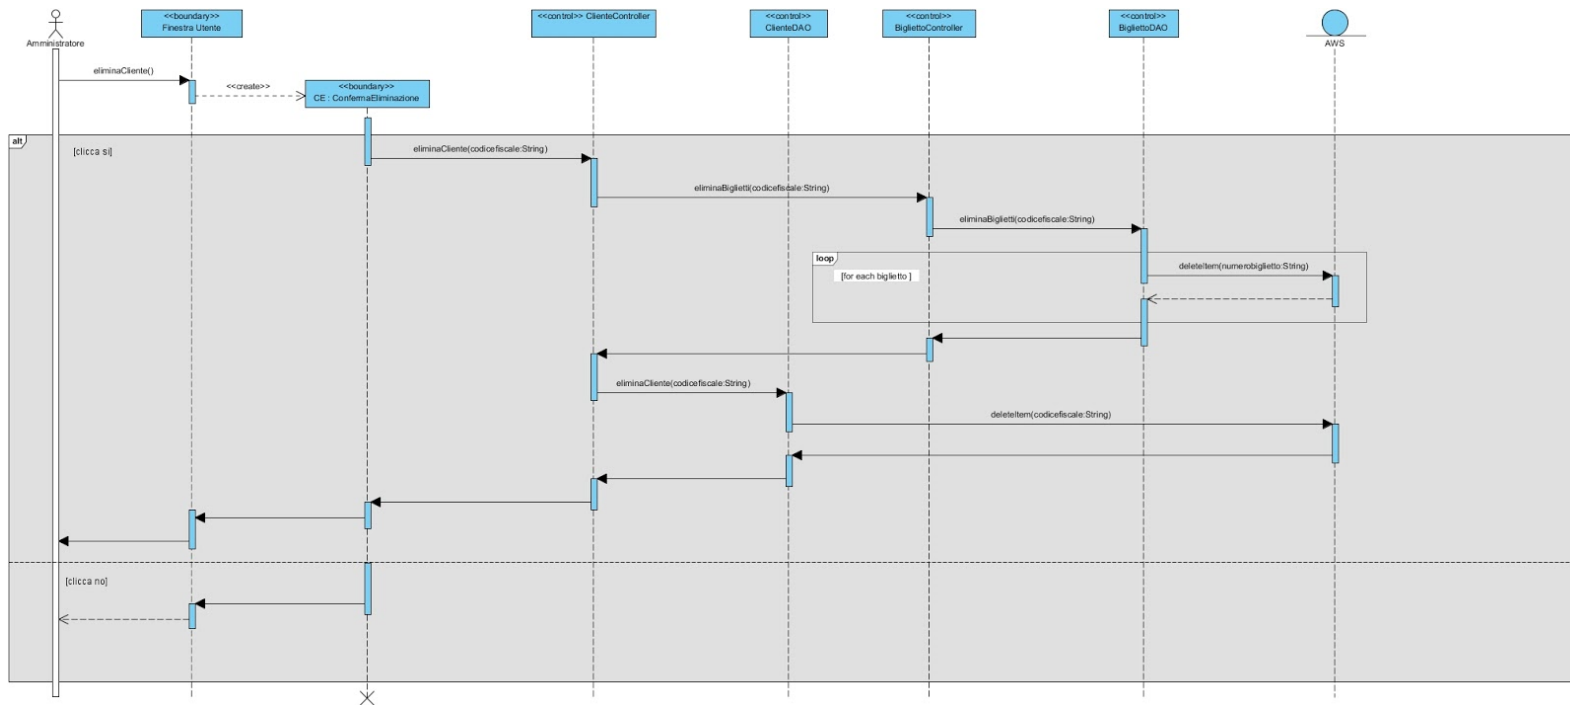 <<boundary>>
Finestra Utente
<<control>> ClienteController
<<control>>
ClienteDAO
<<control>>
BigliettoController
<<control>>
BigliettoDAO
AWS
Amministratore
eliminaCliente()
<<create>>
<<boundary>>
CE : ConfermaEliminazione
alt
[clicca si]
eliminaCliente(codicefiscale:String)
eliminaBiglietti(codicefiscale:String)
eliminaBiglietti(codicefiscale:String)
loop
[for each biglietto ]
deleteItem(numerobiglietto:String)
eliminaCliente(codicefiscale:String)
deleteItem(codicefiscale:String)
[clicca no]